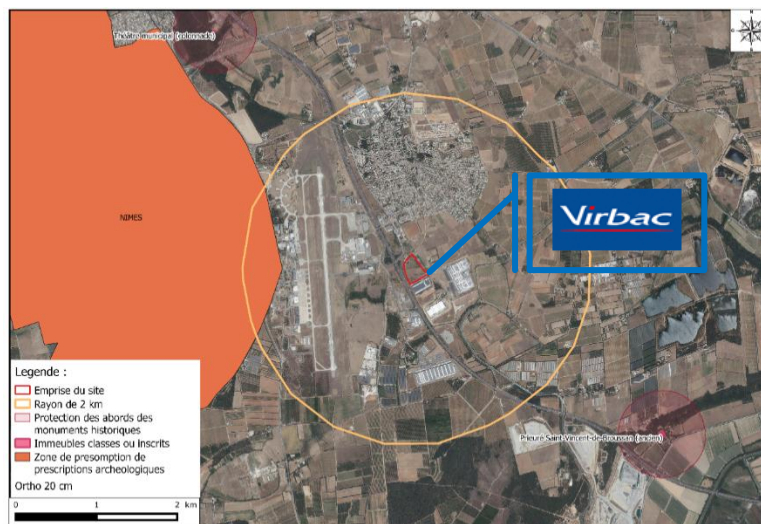 Théâtre municipal (colonnade)
NIMES
Virbac
Prieuré Saint-Vincent-de-Broussan (ancien)
Legende :
Emprise du site
Rayon de 2 km
Protection des abords des
monuments historiques
Immeubles classes ou inscrits
Zone de presomption de
prescriptions archeologiques
Ortho 20 cm
0 1 2 km